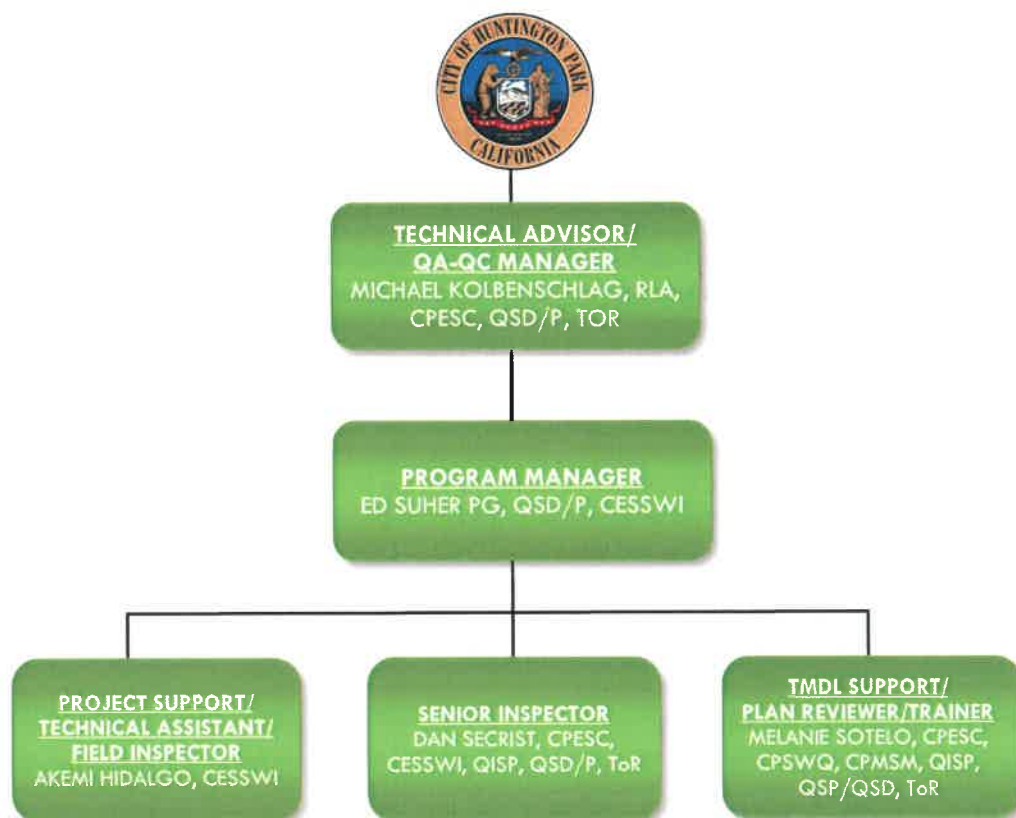 CITY OF HUNTINGTON PARK
CALIFORNIA
TECHNICAL ADVISOR/
QA-QC MANAGER
MICHAEL KOLBENSCHLAG, RLA,
CPESC, QSD/P, TOR
PROGRAM MANAGER
ED SUHER PG, QSD/P, CESSWI
PROJECT SUPPORT/
TECHNICAL ASSISTANT/
FIELD INSPECTOR
AKEMI HIDALGO, CESSWI
SENIOR INSPECTOR
DAN SECRIST, CPESC,
CESSWI, QISP, QSD/P, ToR
TMDL SUPPORT/
PLAN REVIEWER/TRAINER
MELANIE SOTELO, CPESC,
CPSWQ, CPMSM, QISP,
QSP/QSD, ToR